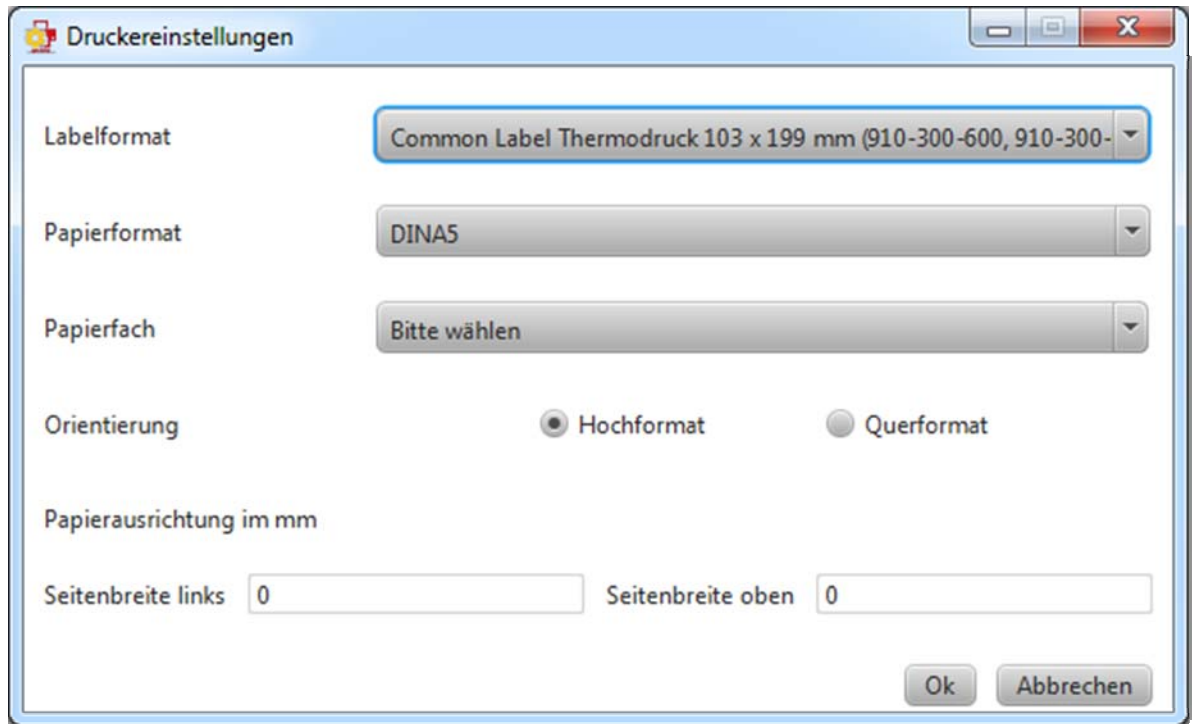 Druckereinstellungen
Labelformat Common Label Thermodruck 103 x 199 mm (910-300-600, 910-300-
Papierformat DINA5
Papierfach Bitte wählen
Orientierung Hochformat Querformat
Papierausrichtung im mm
Seitenbreite links 0 Seitenbreite oben 0
Ok Abbrechen